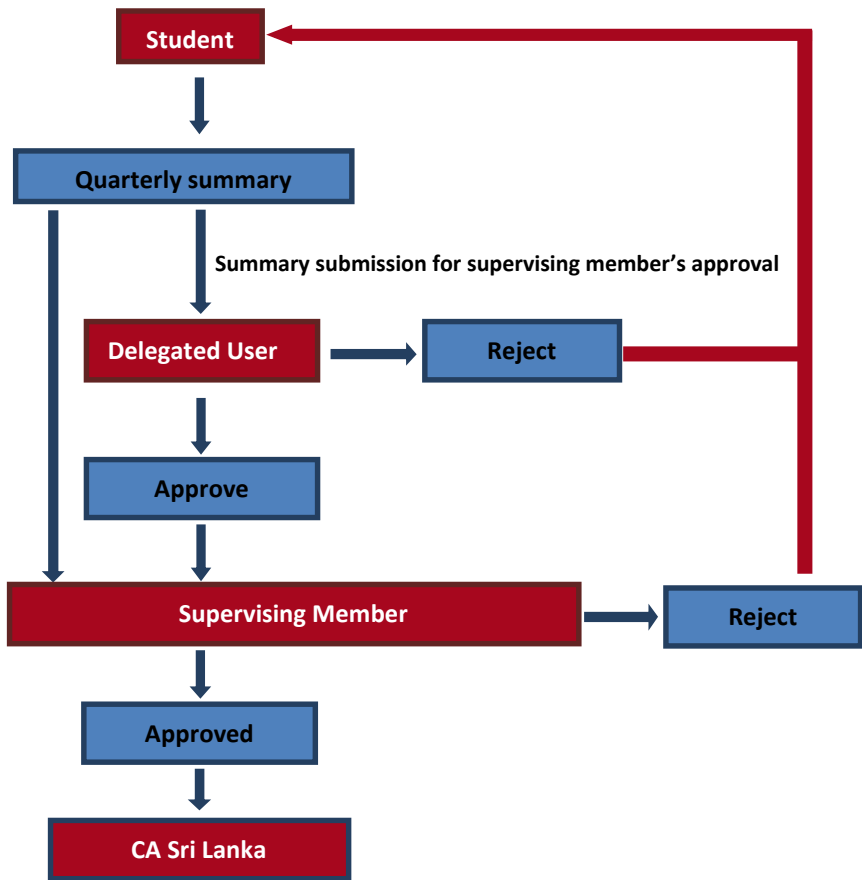 Student
Quarterly summary
Summary submission for supervising member’s approval
Delegated User
Reject
Approve
Supervising Member
Reject
Approved
CA Sri Lanka